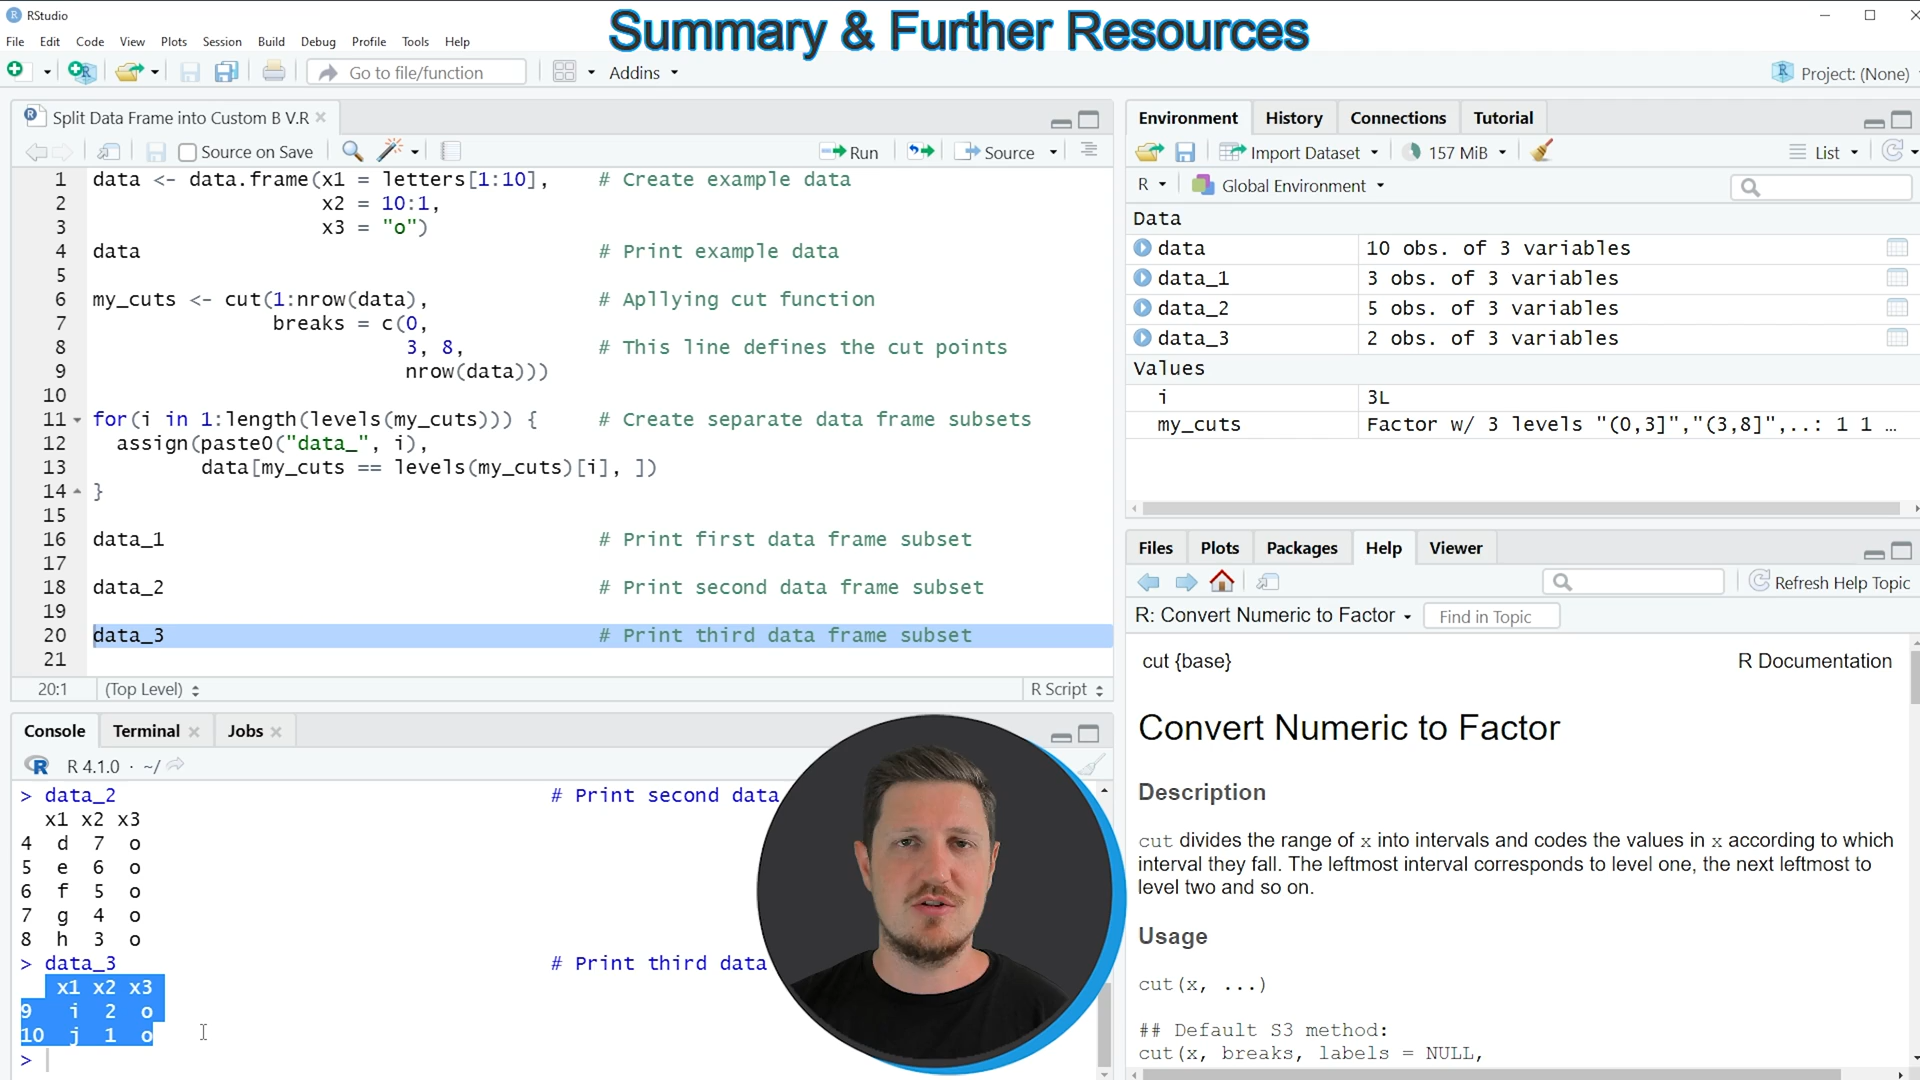 RStudio
Summary & Further Resources
File Edit Code View Plots Session Build Debug Profile Tools Help
Go to file/function Addins Project: (None)
Split Data Frame into Custom B V.R
Source on Save Run Source
1 data <- data.frame(x1 = letters[1:10], # Create example data
2 x2 = 10:1,
3 x3 = "o")
4 data # Print example data
5
6 my_cuts <- cut(1:nrow(data), # Apllying cut function
7 breaks = c(0,
8 3, 8, # This line defines the cut points
9 nrow(data)))
10
11 for(i in 1:length(levels(my_cuts))) { # Create separate data frame subsets
12 assign(paste0("data_", i),
13 data[my_cuts == levels(my_cuts)[i], ])
14 }
15
16 data_1 # Print first data frame subset
17
18 data_2 # Print second data frame subset
19
20 data_3 # Print third data frame subset
21
20:1 (Top Level) R Script
Console Terminal Jobs
R 4.1.0 · ~/
> data_2 # Print second data
x1 x2 x3
4 d 7 o
5 e 6 o
6 f 5 o
7 g 4 o
8 h 3 o
> data_3 # Print third data
x1 x2 x3
9 i 2 o
10 j 1 o
>
Environment History Connections Tutorial
Import Dataset 157 MiB List
R Global Environment
Data
data 10 obs. of 3 variables
data_1 3 obs. of 3 variables
data_2 5 obs. of 3 variables
data_3 2 obs. of 3 variables
Values
i 3L
my_cuts Factor w/ 3 levels "(0,3]","(3,8]",..: 1 1 …
Files Plots Packages Help Viewer
Refresh Help Topic
R: Convert Numeric to Factor Find in Topic
cut {base} R Documentation
Convert Numeric to Factor
Description
cut divides the range of x into intervals and codes the values in x according to which
interval they fall. The leftmost interval corresponds to level one, the next leftmost to
level two and so on.
Usage
cut(x, ...)
## Default S3 method:
cut(x, breaks, labels = NULL,